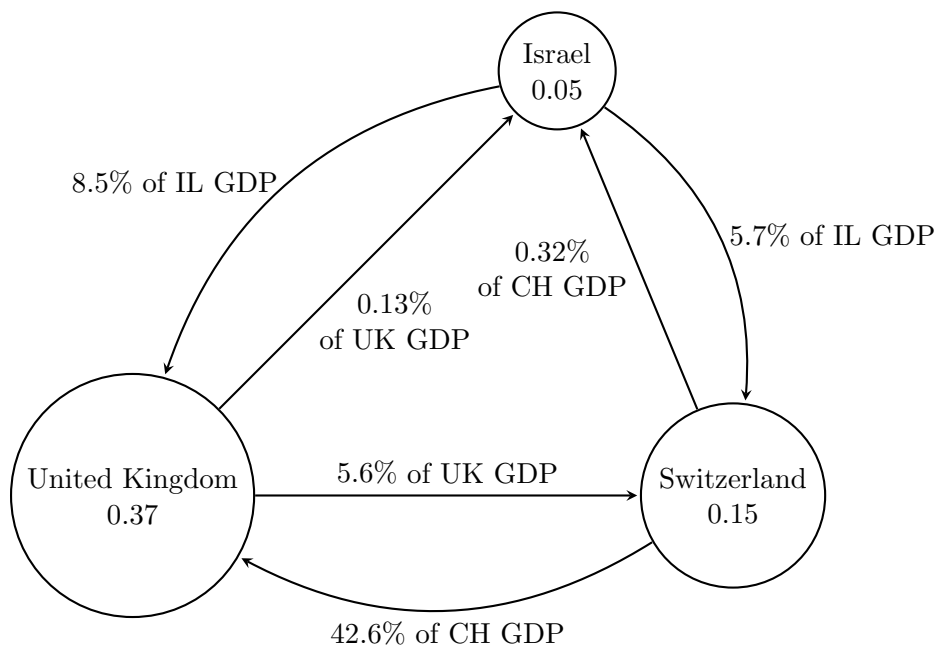 Israel
0.05
8.5% of IL GDP
5.7% of IL GDP
0.32%
of CH GDP
0.13%
of UK GDP
United Kingdom
0.37
5.6% of UK GDP
Switzerland
0.15
42.6% of CH GDP